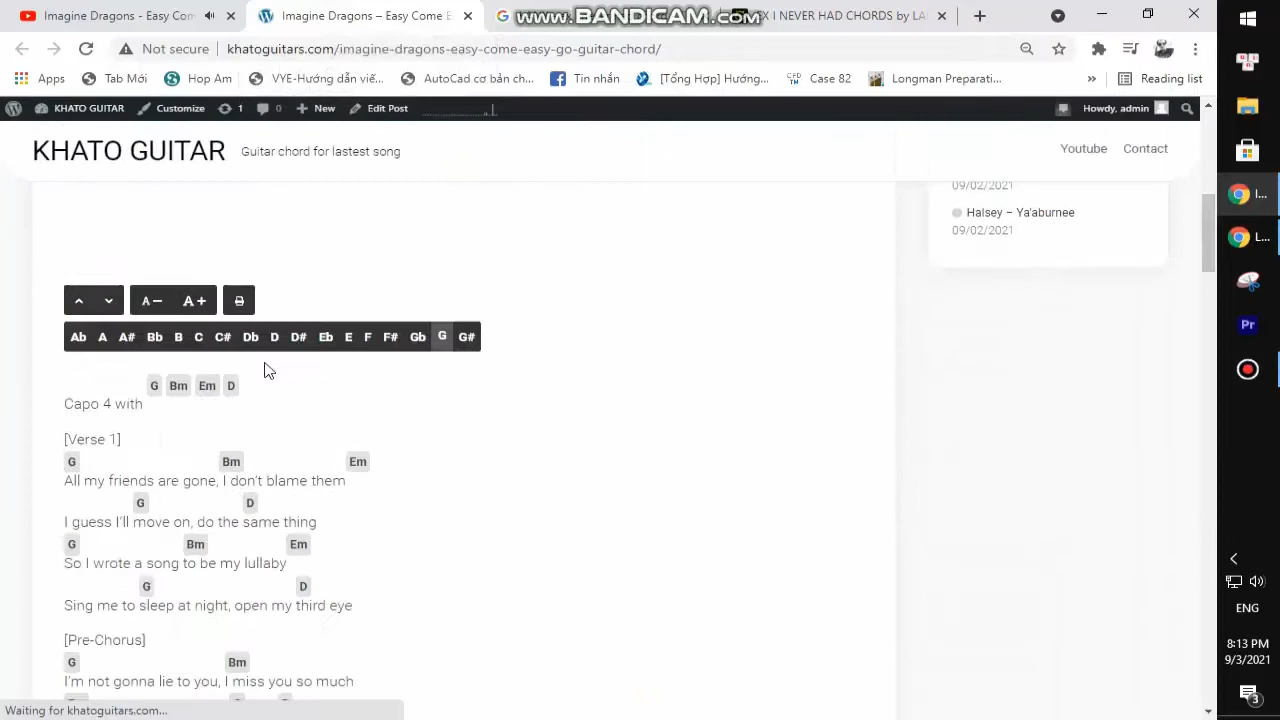 Imagine Dragons - Easy Come
Imagine Dragons – Easy Come E
www.BANDICAM.com
X I NEVER HAD CHORDS by LA
Not secure
khatoguitars.com/imagine-dragons-easy-come-easy-go-guitar-chord/
Apps
Tab Mới
Hop Am
VYE-Hướng dẫn viế...
AutoCad cơ bản ch...
Tin nhắn
[Tổng Hợp] Hướng...
Case 82
Longman Preparati...
»
Reading list
KHATO GUITAR
Customize
1
0
New
Edit Post
Howdy, admin
KHATO GUITAR
Guitar chord for lastest song
Youtube
Contact
09/02/2021
Halsey – Ya'aburnee
09/02/2021
A− A+
Ab A A# Bb B C C# Db D D# Eb E F F# Gb G G#
G Bm Em D
Capo 4 with
[Verse 1]
G Bm Em
All my friends are gone, I don't blame them
G D
I guess I'll move on, do the same thing
G Bm Em
So I wrote a song to be my lullaby
G D
Sing me to sleep at night, open my third eye
[Pre-Chorus]
G Bm
I'm not gonna lie to you, I miss you so much
Waiting for khatoguitars.com...
I...
L...
Pr
ENG
8:13 PM
9/3/2021
3